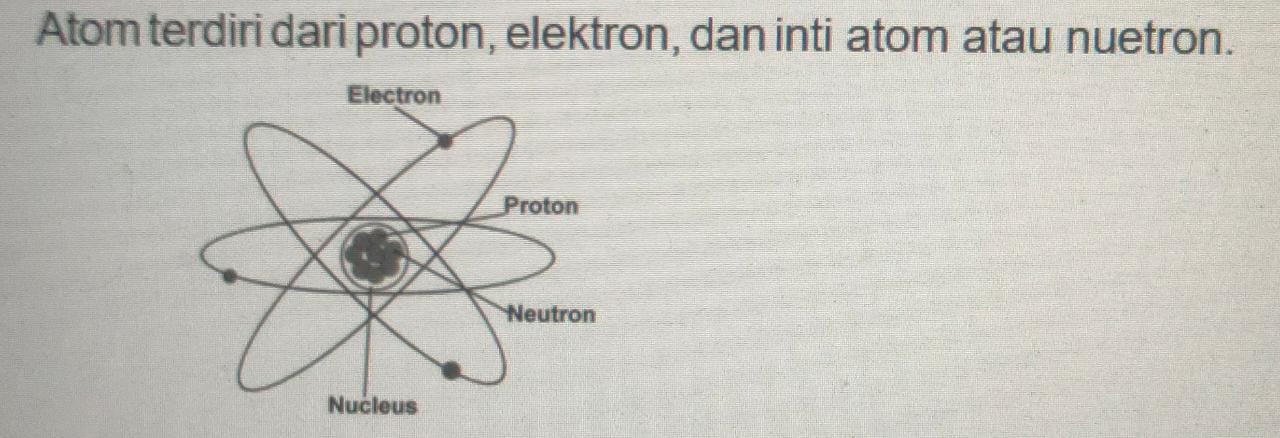 Atom terdiri dari proton, elektron, dan inti atom atau nuetron.
Electron
Proton
Neutron
Nucleus